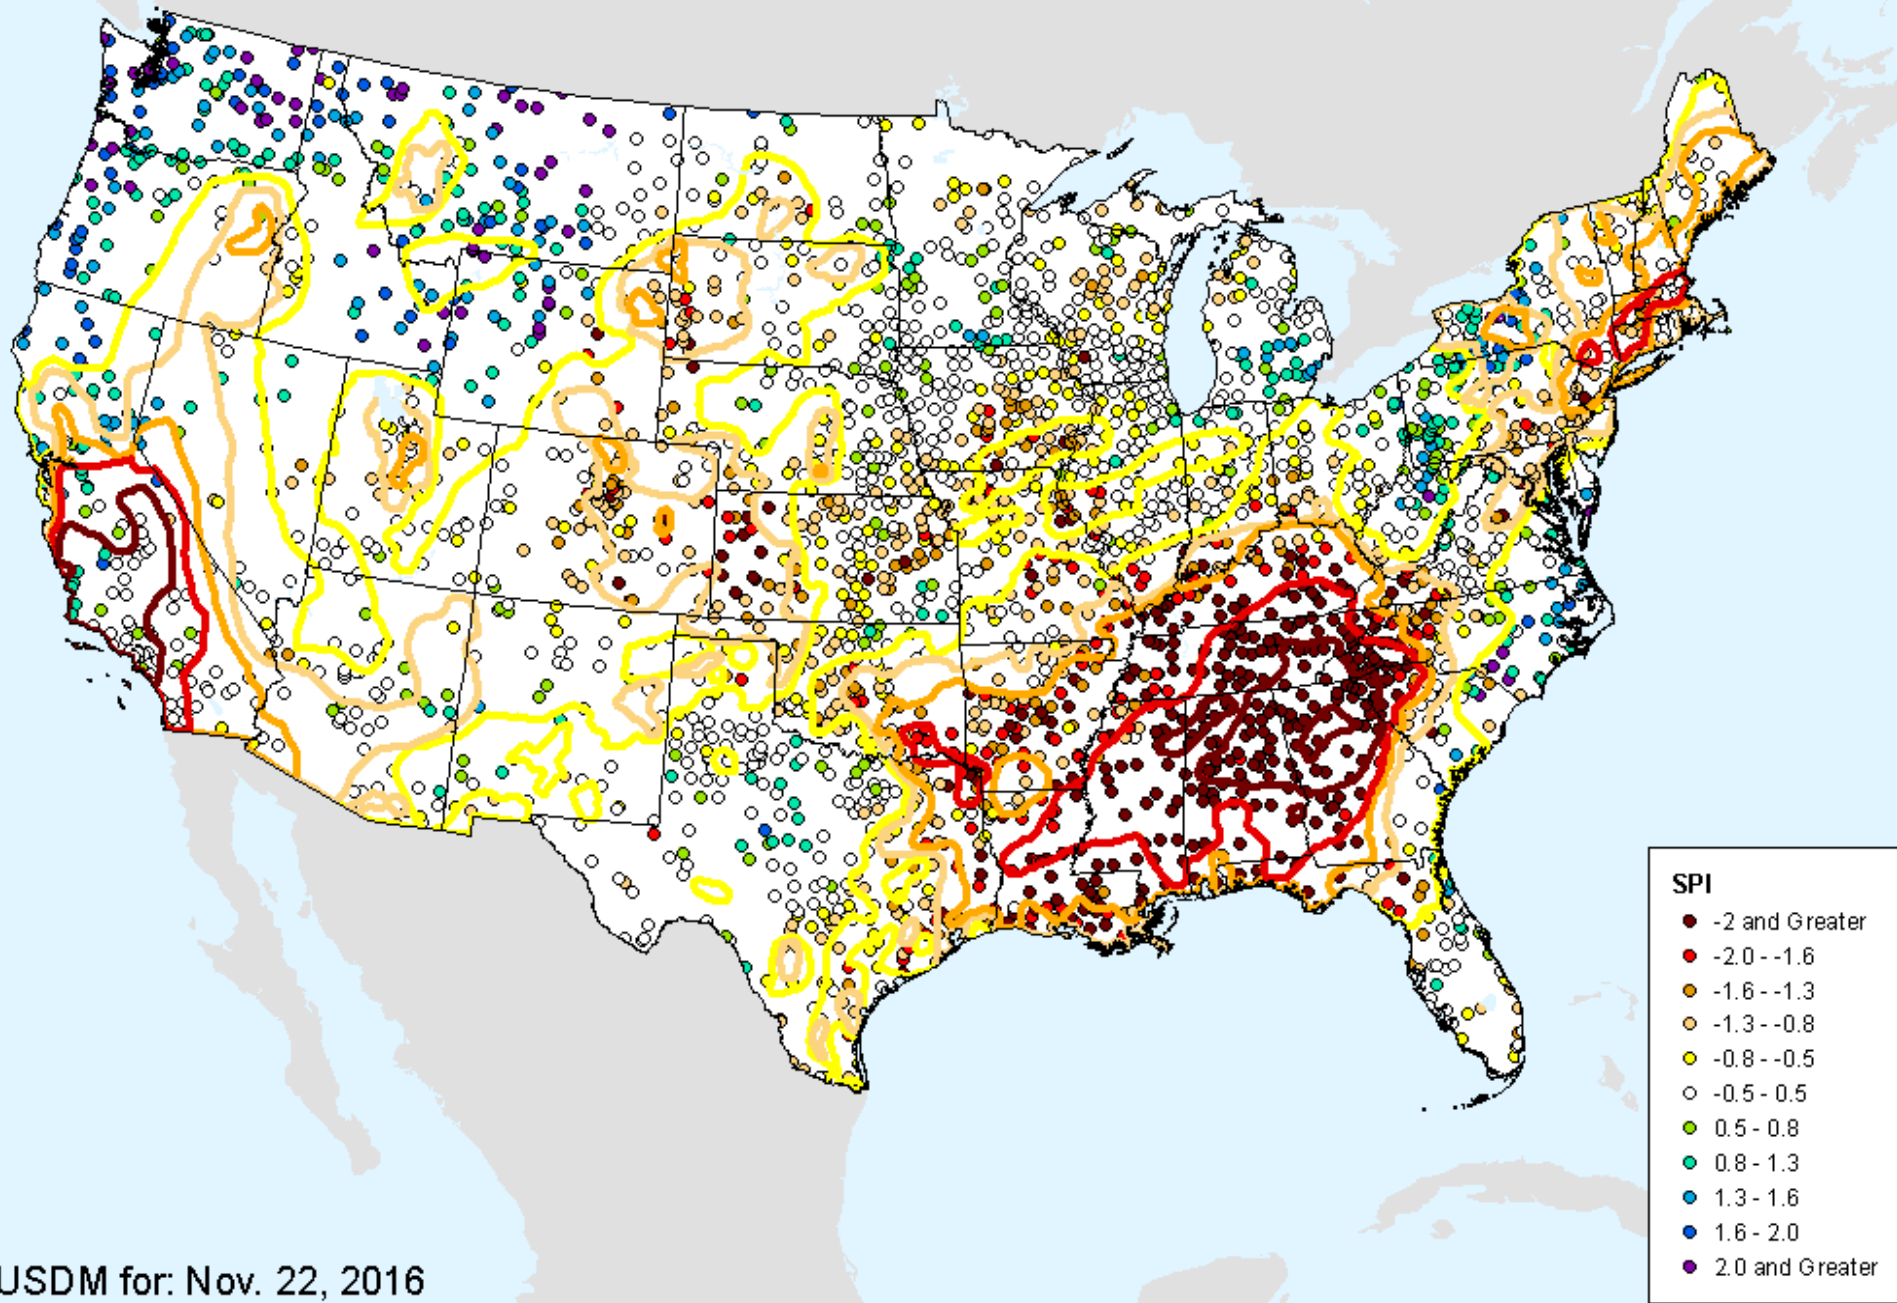 SPI
-2 and Greater
-2.0 - -1.6
-1.6 - -1.3
-1.3 - -0.8
-0.8 - -0.5
-0.5 - 0.5
0.5 - 0.8
0.8 - 1.3
1.3 - 1.6
1.6 - 2.0
2.0 and Greater
USDM for: Nov. 22, 2016